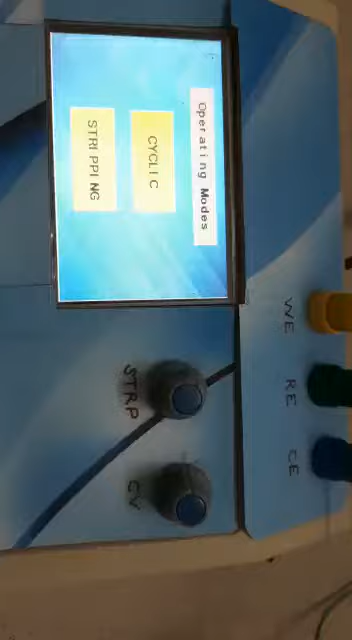 Operating Modes
CYCLIC
STRIPPING
WE
RE
CE
STRP
CV